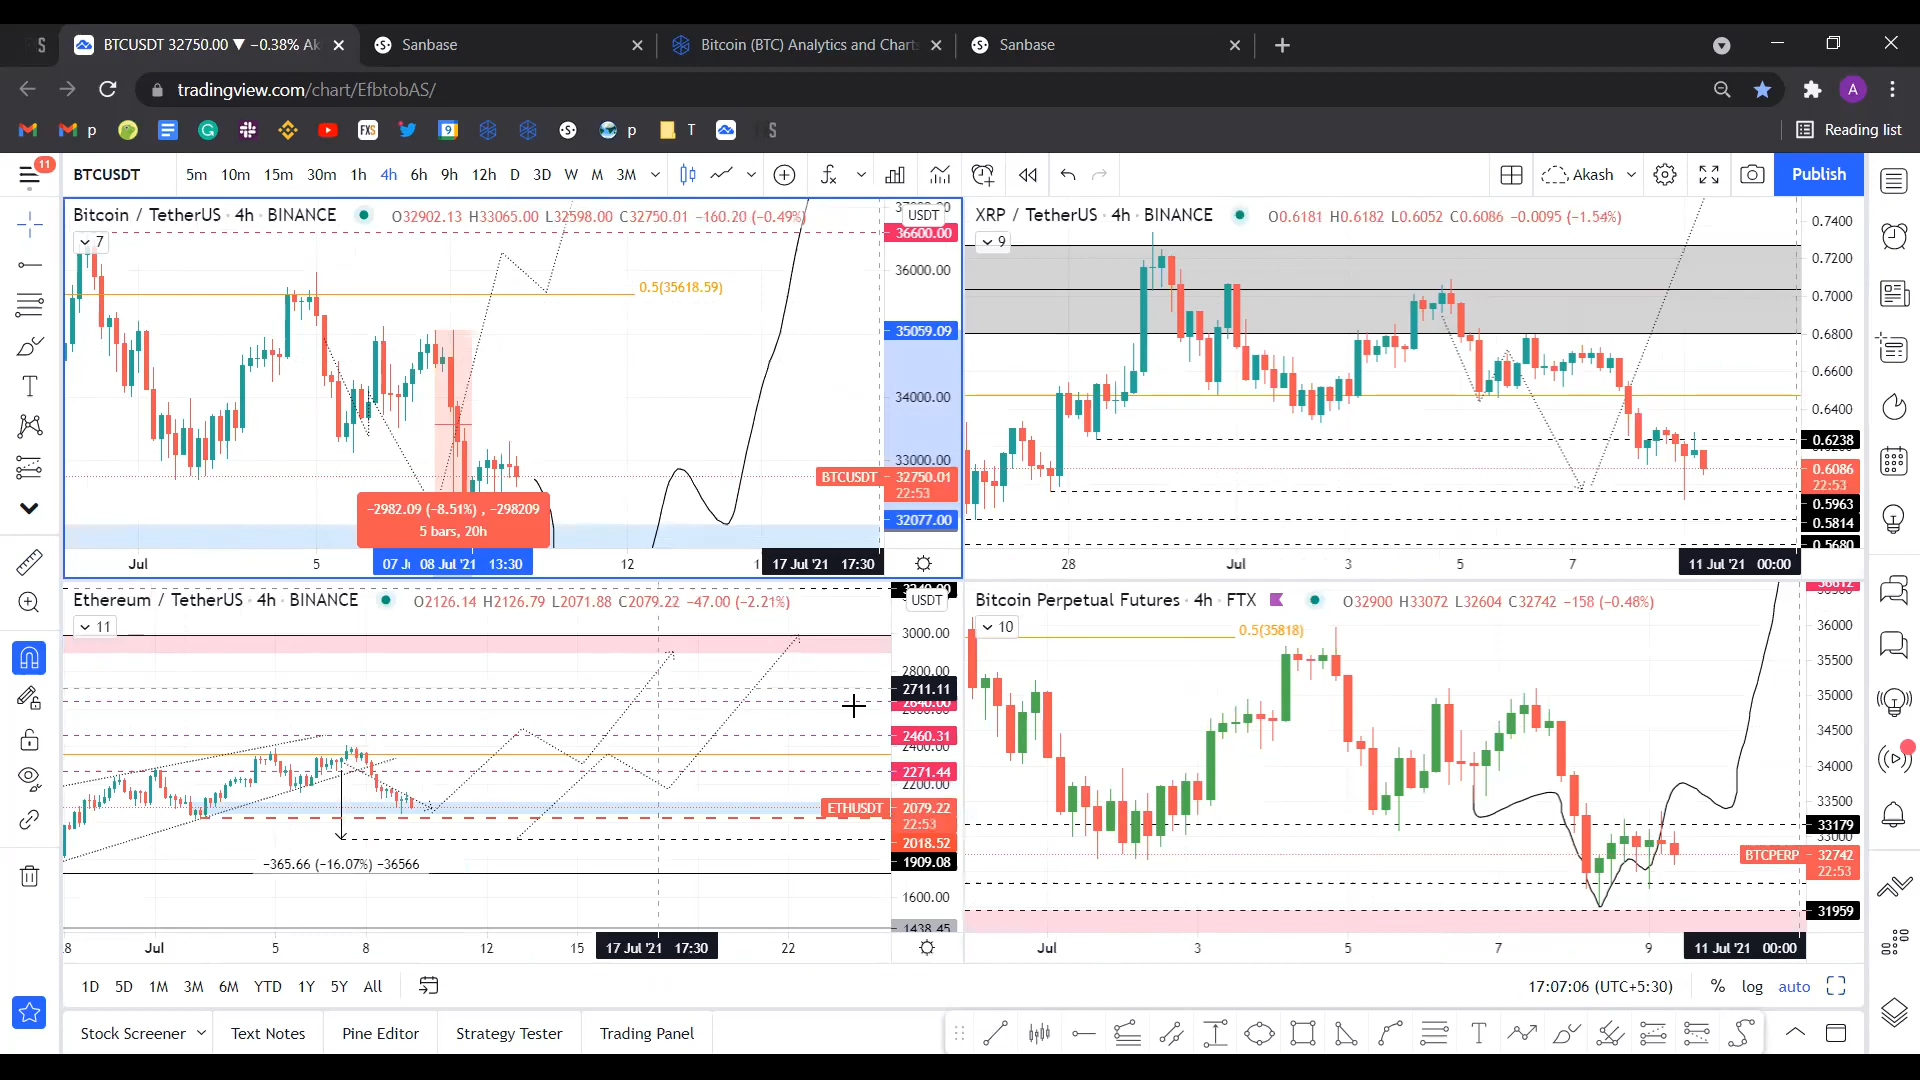 BTCUSDT 32750.00 ▼ −0.38% Ak
Sanbase
Bitcoin (BTC) Analytics and Charts
Sanbase
tradingview.com/chart/EfbtobAS/
A
p
FXS
9
p
T
Reading list
11
BTCUSDT
5m 10m 15m 30m 1h 4h 6h 9h 12h D 3D W M 3M
Akash
Publish
Bitcoin / TetherUS · 4h · BINANCE
O32902.13 H33065.00 L32598.00 C32750.01 −160.20 (−0.49%)
7
USDT
36600.00
36000.00
0.5(35618.59)
35059.09
34000.00
33000.00
BTCUSDT 32750.01
22:53
32077.00
−2982.09 (−8.51%) , −298209
5 bars, 20h
Jul 5 12
08 Jul '21 13:30
17 Jul '21 17:30
XRP / TetherUS · 4h · BINANCE
O0.6181 H0.6182 L0.6052 C0.6086 −0.0095 (−1.54%)
9
0.7400
0.7200
0.7000
0.6800
0.6600
0.6400
0.6238
0.6086
22:53
0.5963
0.5814
0.5680
28 Jul 3 5 7
11 Jul '21 00:00
Ethereum / TetherUS · 4h · BINANCE
O2126.14 H2126.79 L2071.88 C2079.22 −47.00 (−2.21%)
11
USDT
3000.00
2800.00
2711.11
2640.00
2460.31
2400.00
2271.44
2200.00
ETHUSDT 2079.22
22:53
2018.52
1909.08
−365.66 (−16.07%) −36566
1600.00
1438.45
Jul 5 8 12 15 22
17 Jul '21 17:30
Bitcoin Perpetual Futures · 4h · FTX
O32900 H33072 L32604 C32742 −158 (−0.48%)
10
0.5(35818)
36000
35500
35000
34500
34000
33500
33179
33000
BTCPERP 32742
22:53
31959
Jul 3 5 7 9
11 Jul '21 00:00
1D 5D 1M 3M 6M YTD 1Y 5Y All
17:07:06 (UTC+5:30)
% log auto
Stock Screener Text Notes Pine Editor Strategy Tester Trading Panel